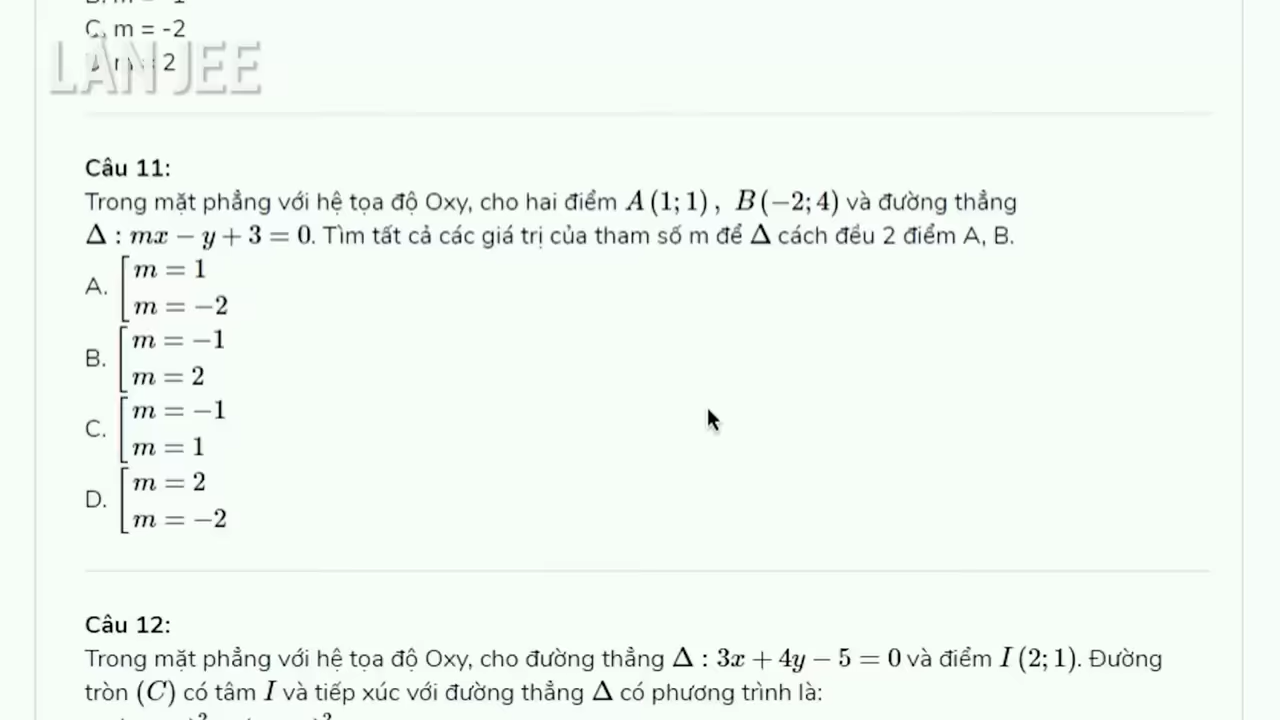 C. m = -2
2
LÀN JEE
Câu 11:
Trong mặt phẳng với hệ tọa độ Oxy, cho hai điểm A(1;1), B(−2;4) và đường thẳng
Δ : mx − y + 3 = 0. Tìm tất cả các giá trị của tham số m để Δ cách đều 2 điểm A, B.
A. [ m = 1
m = −2
B. [ m = −1
m = 2
C. [ m = −1
m = 1
D. [ m = 2
m = −2
Câu 12:
Trong mặt phẳng với hệ tọa độ Oxy, cho đường thẳng Δ : 3x + 4y − 5 = 0 và điểm I(2;1). Đường
tròn (C) có tâm I và tiếp xúc với đường thẳng Δ có phương trình là: